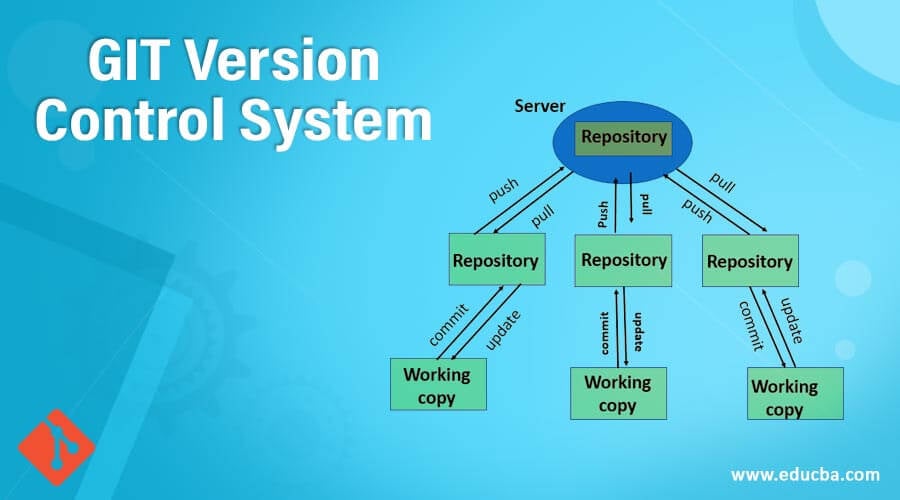 GIT Version
Control System
Server
Repository
push
pull
Push
pull
push
pull
Repository
Repository
Repository
commit
update
commit
update
commit
update
Working
copy
Working
copy
Working
copy
www.educba.com